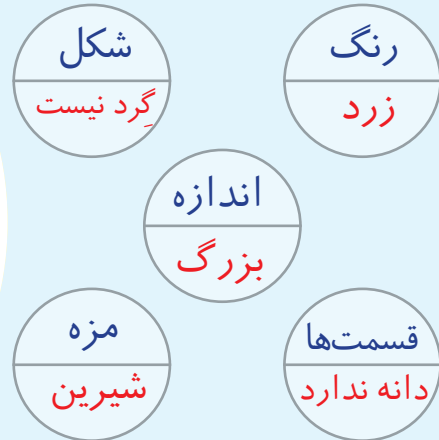 رنگ
زرد
شکل
گِرد نیست
اندازه
بزرگ
قسمت‌ها
دانه ندارد
مزه
شیرین